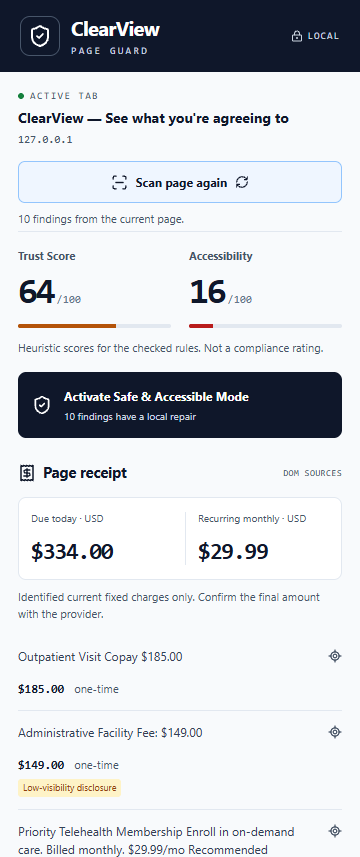 ClearView
PAGE GUARD
LOCAL
ACTIVE TAB
ClearView — See what you're agreeing to
127.0.0.1
Scan page again
10 findings from the current page.
Trust Score
Accessibility
64/100
16/100
Heuristic scores for the checked rules. Not a compliance rating.
Activate Safe & Accessible Mode
10 findings have a local repair
Page receipt
DOM SOURCES
Due today · USD
Recurring monthly · USD
$334.00
$29.99
Identified current fixed charges only. Confirm the final amount
with the provider.
Outpatient Visit Copay $185.00
$185.00 one-time
Administrative Facility Fee: $149.00
$149.00 one-time
Low-visibility disclosure
Priority Telehealth Membership Enroll in on-demand
care. Billed monthly. $29.99/mo Recommended